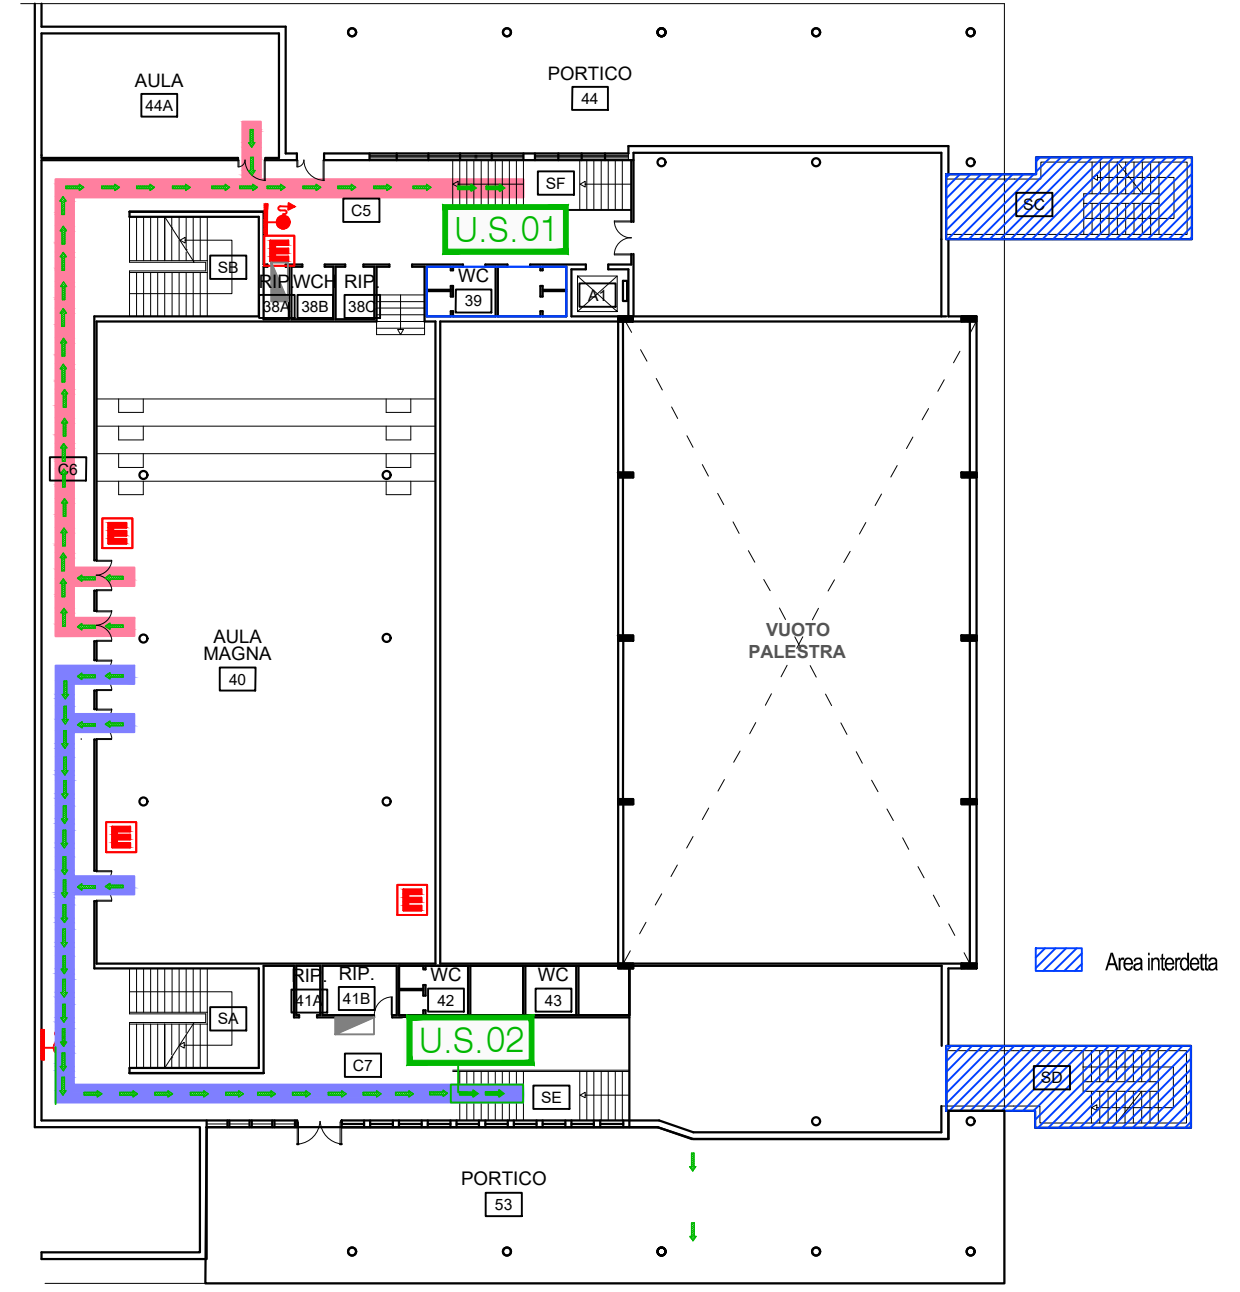 AULA
44A
PORTICO
44
SF
C5
SC
U.S.01
SB
RIP.
WCH
RIP.
WC
38A
38B
38C
39
A1
C6
AULA
MAGNA
40
VUOTO
PALESTRA
Area interdetta
RIP.
RIP.
WC
WC
41A
41B
42
43
SA
U.S.02
C7
SD
SE
PORTICO
53